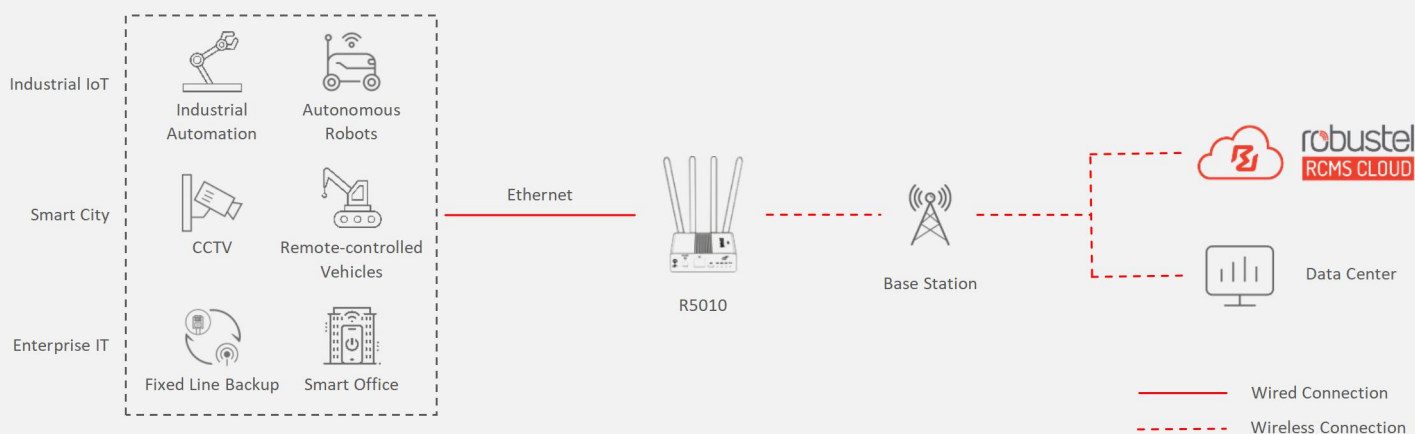 Industrial IoT
Industrial
Automation
Autonomous
Robots
Smart City
CCTV
Remote-controlled
Vehicles
Enterprise IT
Fixed Line Backup
Smart Office
Ethernet
R5010
Base Station
robustel
RCMS CLOUD
Data Center
Wired Connection
Wireless Connection